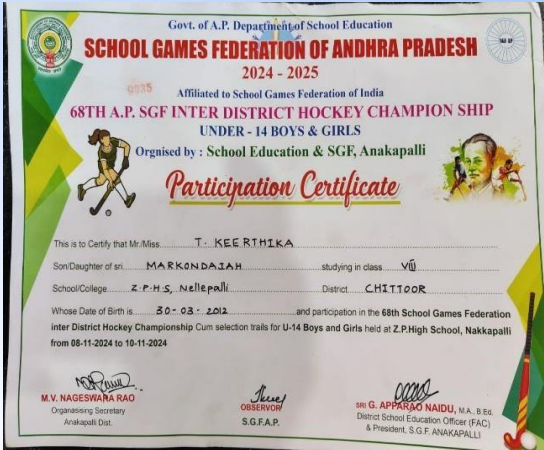 Govt. of A.P. Department of School Education
SCHOOL GAMES FEDERATION OF ANDHRA PRADESH
2024 - 2025
0035
Affiliated to School Games Federation of India
68TH A.P. SGF INTER DISTRICT HOCKEY CHAMPION SHIP
UNDER - 14 BOYS & GIRLS
Orgnised by : School Education & SGF, Anakapalli
Participation Certificate
This is to Certify that Mr./Miss. T. KEERTHIKA
Son/Daughter of sri. MARKONDAIAH studying in class VIII
School/College Z.P.H.S, Nellepalli District CHITTOOR
Whose Date of Birth is 30-03-2012 and participation in the 68th School Games Federation
inter District Hockey Championship Cum selection trails for U-14 Boys and Girls held at Z.P.High School, Nakkapalli
from 08-11-2024 to 10-11-2024
M.V. NAGESWARA RAO
Organasising Secretary
Anakapalli Dist.
OBSERVOR
S.G.F.A.P.
SRI G. APPARAO NAIDU, M.A., B.Ed.
District School Education Officer (FAC)
& President, S.G.F. ANAKAPALLI